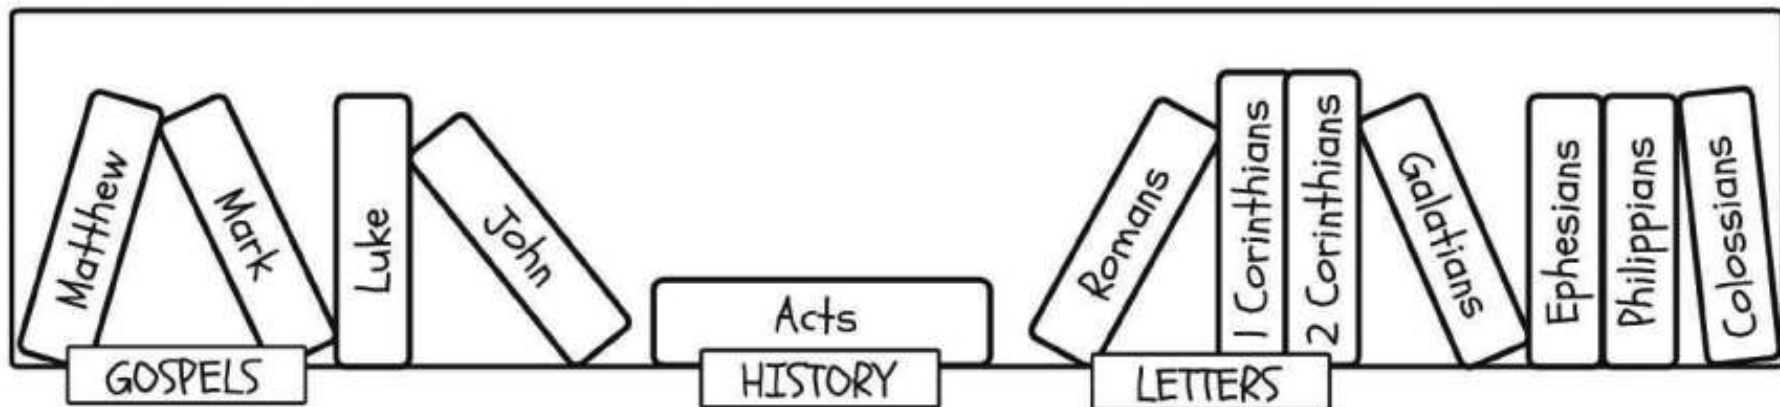 Matthew
Mark
Luke
John
Acts
Romans
1 Corinthians
2 Corinthians
Galatians
Ephesians
Philippians
Colossians
GOSPELS
HISTORY
LETTERS